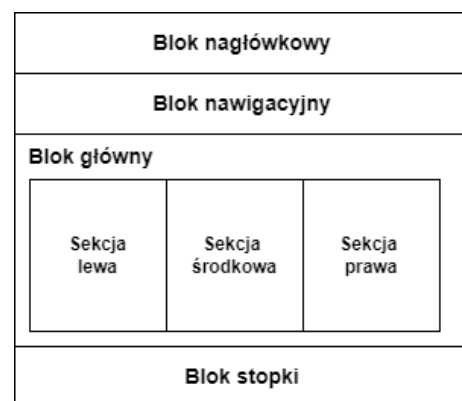 Blok nagłówkowy
Blok nawigacyjny
Blok główny
Sekcja
lewa
Sekcja
środkowa
Sekcja
prawa
Blok stopki